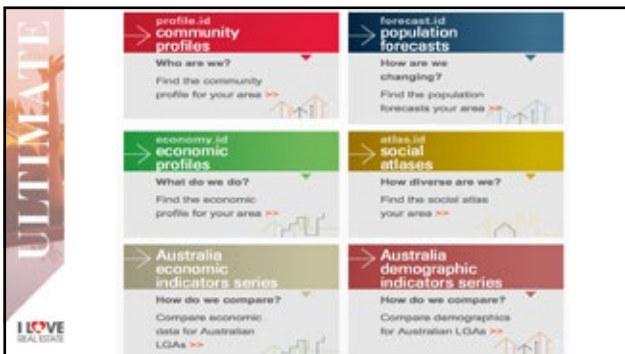 ULTIMATE
I LOVE
REAL ESTATE
profile.id
community
profiles
Who are we?
Find the community
profile for your area >>
forecast.id
population
forecasts
How are we
changing?
Find the population
forecasts your area >>
economy.id
economic
profiles
What do we do?
Find the economic
profile for your area >>
atlas.id
social
atlases
How diverse are we?
Find the social atlas
your area >>
Australia
economic
indicators series
How do we compare?
Compare economic
data for Australian
LGAs >>
Australia
demographic
indicators series
How do we compare?
Compare demographics
for Australian LGAs >>